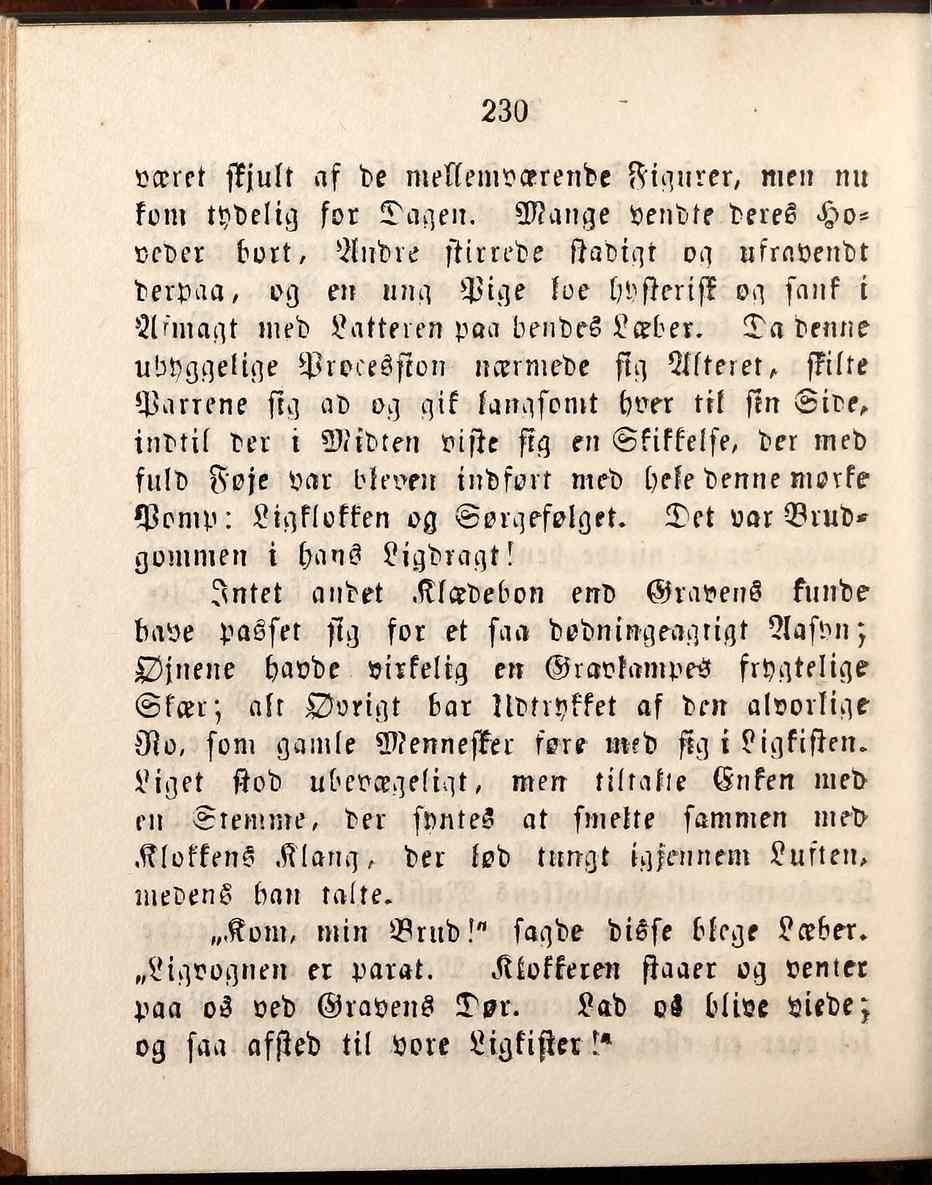 230
været skjult af de mellemværende Figurer, men nu
kom tydelig for Dagen. Mange vendte deres Ho-
veder bort, Andre stirrede stadigt og ufravendt
derpaa, og en ung Pige loe hysterisk og sank i
Afmagt med Latteren paa hendes Læber. Da denne
uhyggelige Procession nærmede sig Alteret, skilte
Parrene sig ad og gik langsomt hver til sin Side,
indtil der i Midten viste sig en Skikkelse, der med
fuld Føje var bleven indført med hele denne mørke
Pomp: Ligklokken og Sørgefølget. Det var Brud-
gommen i hans Ligdragt!
Intet andet Klædebon end Gravens kunde
have passet sig for et saa dødningeagtigt Aasyn;
Øjnene havde virkelig en Gravlampes frygtelige
Skær; alt Øvrigt bar Udtrykket af den alvorlige
Ro, som gamle Mennesker føre med sig i Ligkisten.
Liget stod ubevægeligt, men tiltalte Enken med
en Stemme, der syntes at smelte sammen med
Klokkens Klang, der lød tungt igjennem Luften,
medens han talte.
„Kom, min Brud!" sagde disse blege Læber.
„Ligvognen er parat. Klokkeren staaer og venter
paa os ved Gravens Dør. Lad os blive viede;
og saa afsted til vore Ligkister!"